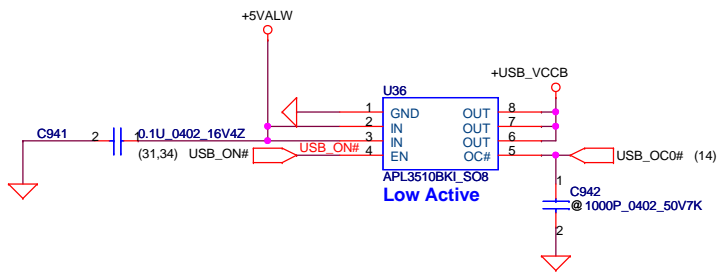 +5VALW
+USB_VCCB
U36
1 GND OUT 8
2 IN OUT 7
3 IN OUT 6
4 EN OC# 5
C941 2 1 0.1U_0402_16V4Z
(31,34) USB_ON# USB_ON#
USB_OC0# (14)
APL3510BKI_SO8
Low Active
1
C942
@ 1000P_0402_50V7K
2